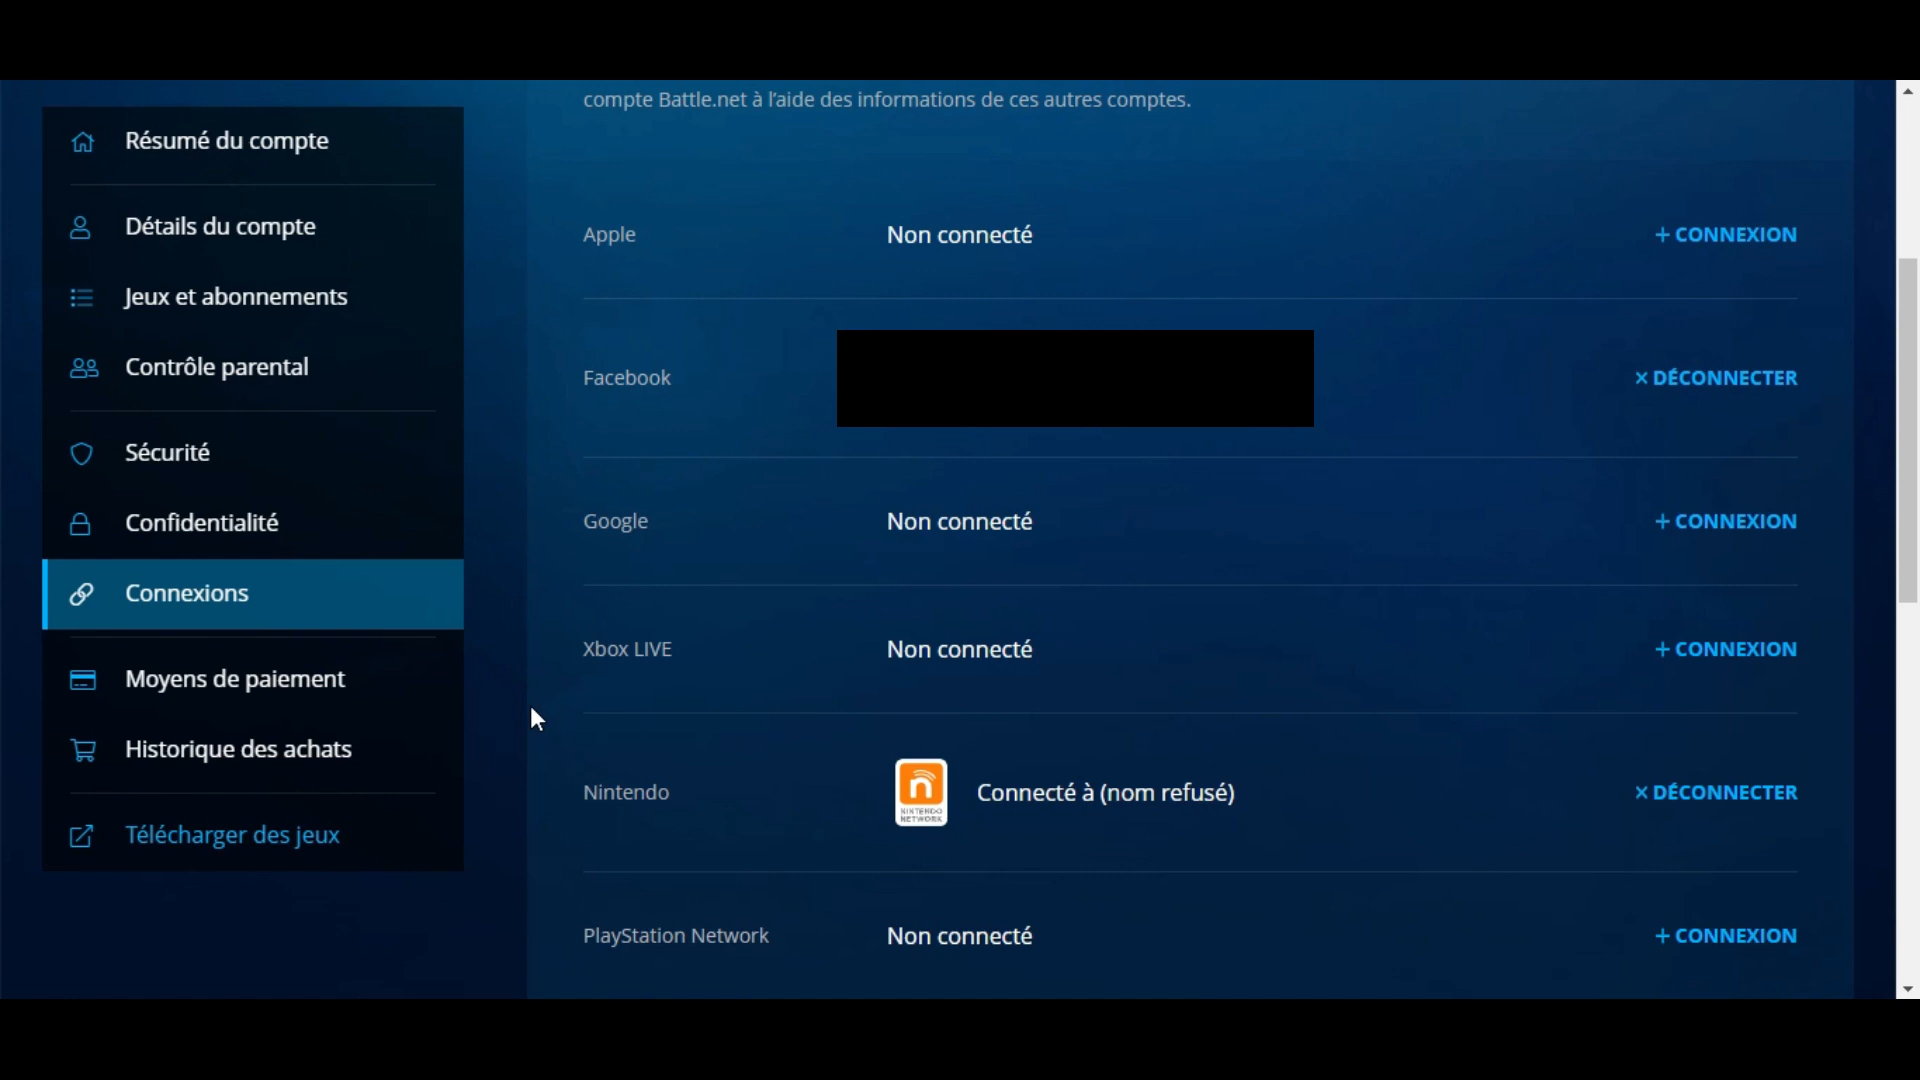 compte Battle.net à l’aide des informations de ces autres comptes.
Résumé du compte
Détails du compte
Jeux et abonnements
Contrôle parental
Sécurité
Confidentialité
Connexions
Moyens de paiement
Historique des achats
Télécharger des jeux
Apple Non connecté + CONNEXION
Facebook × DÉCONNECTER
Google Non connecté + CONNEXION
Xbox LIVE Non connecté + CONNEXION
Nintendo NINTENDO NETWORK Connecté à (nom refusé) × DÉCONNECTER
PlayStation Network Non connecté + CONNEXION